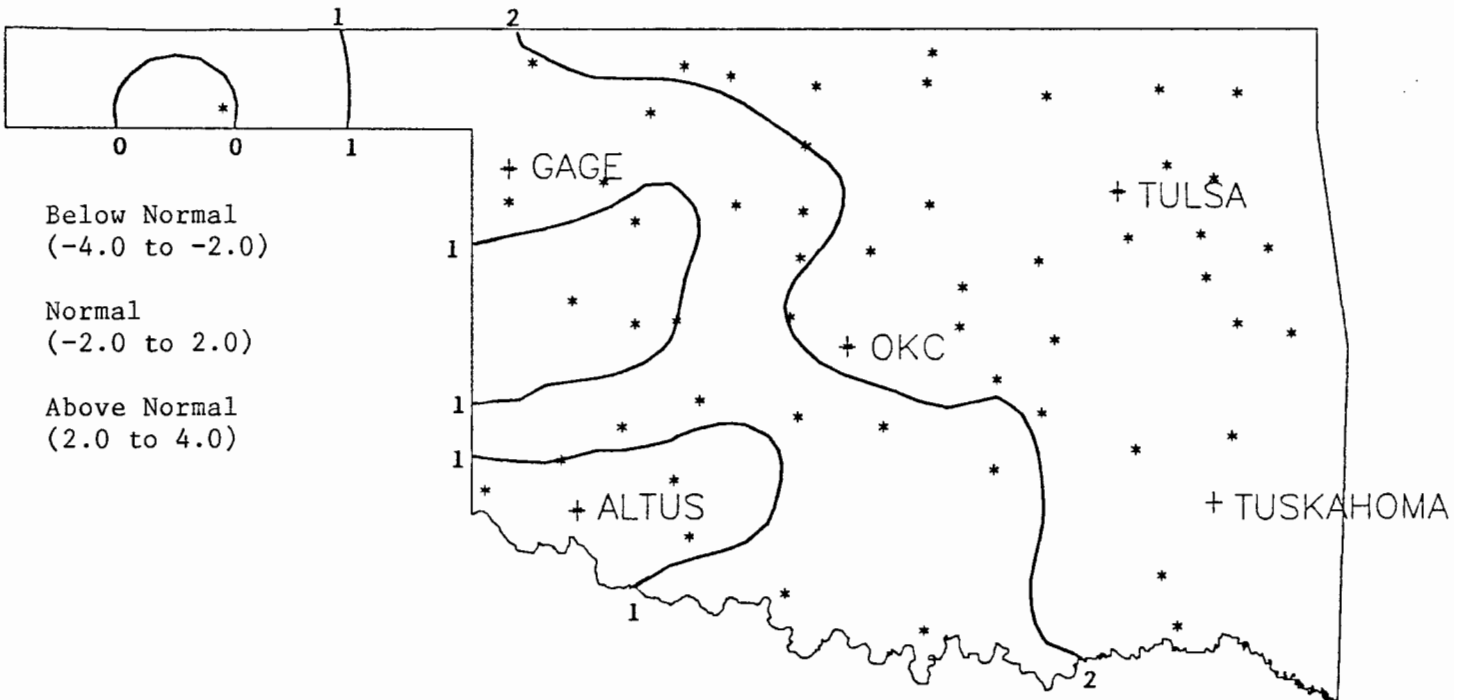 1
2
0
0
1
GAGE
TULSA
Below Normal
(-4.0 to -2.0)
1
Normal
(-2.0 to 2.0)
OKC
Above Normal
(2.0 to 4.0)
1
1
ALTUS
TUSKAHOMA
1
2